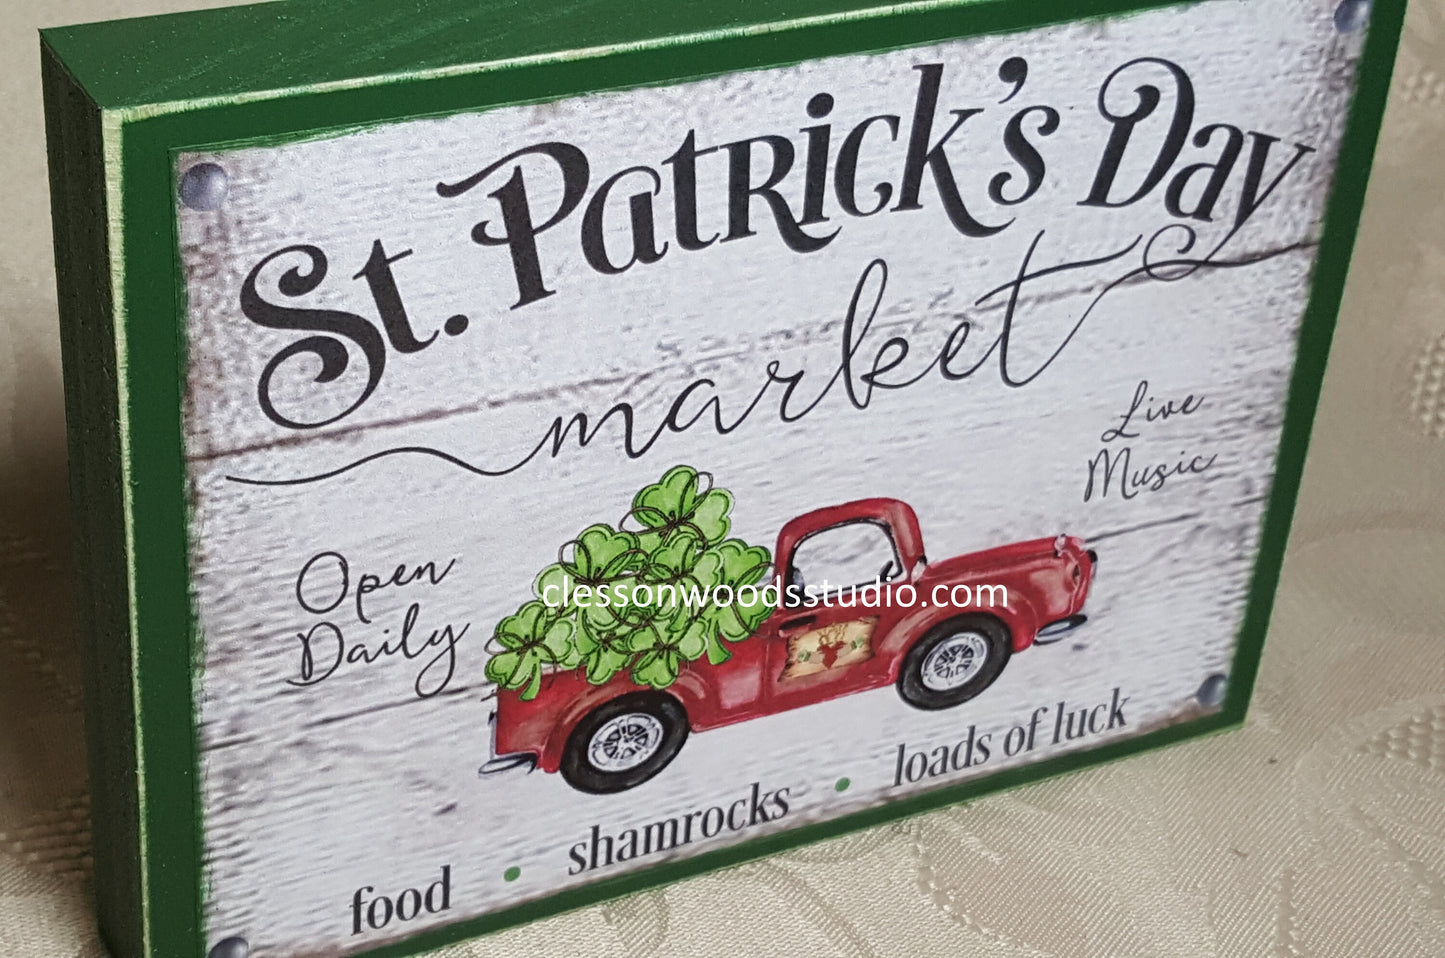 St. Patrick's Day
market
Live
Music
Open
Daily
clessonwoodsstudio.com
food • shamrocks • loads of luck